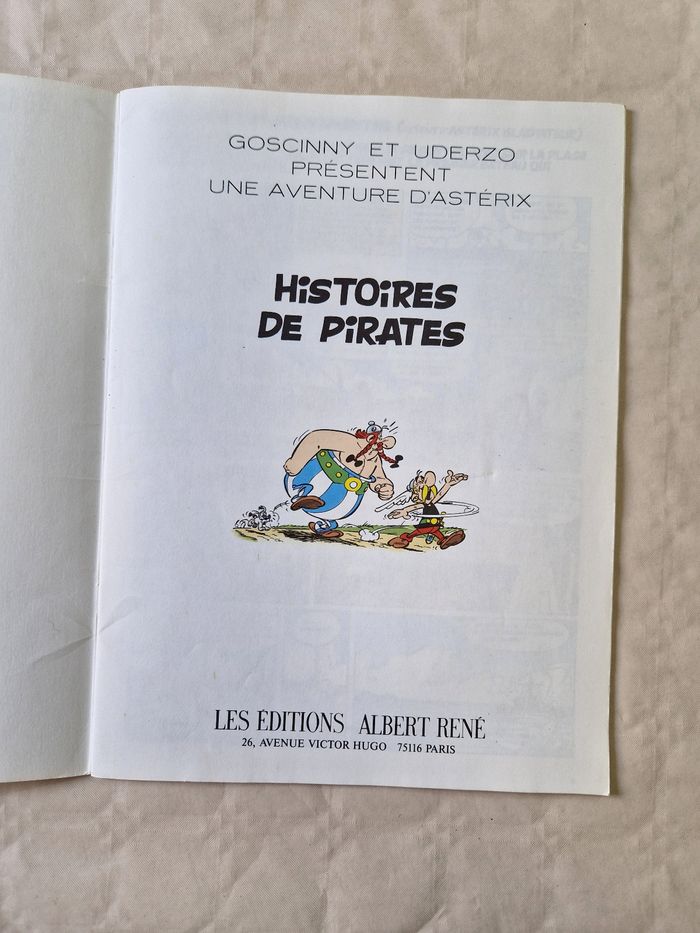 GOSCINNY ET UDERZO
PRÉSENTENT
UNE AVENTURE D'ASTÉRIX
HiSTOiRES
DE PiRATES
LES ÉDITIONS ALBERT RENÉ
26, AVENUE VICTOR HUGO 75116 PARIS